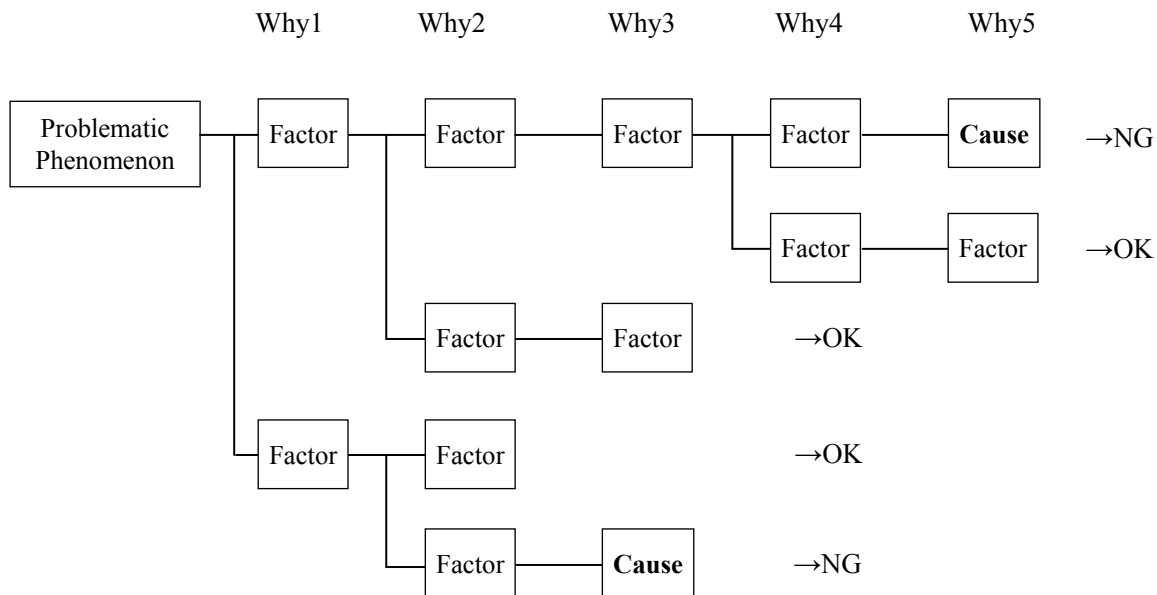 Why1 Why2 Why3 Why4 Why5
Problematic
Phenomenon
Factor Factor Factor Factor Cause →NG
Factor Factor →OK
Factor Factor →OK
Factor Factor →OK
Factor Cause →NG